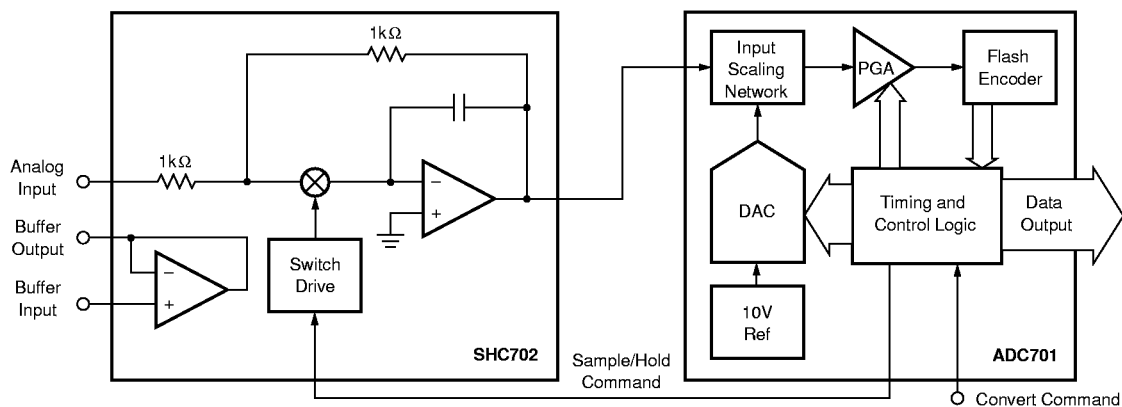 1kΩ
Input
Scaling
Network
PGA
Flash
Encoder
Analog
Input
1kΩ
−
+
Buffer
Output
Buffer
Input
−
+
Switch
Drive
DAC
Timing and
Control Logic
Data
Output
10V
Ref
SHC702
Sample/Hold
Command
ADC701
Convert Command